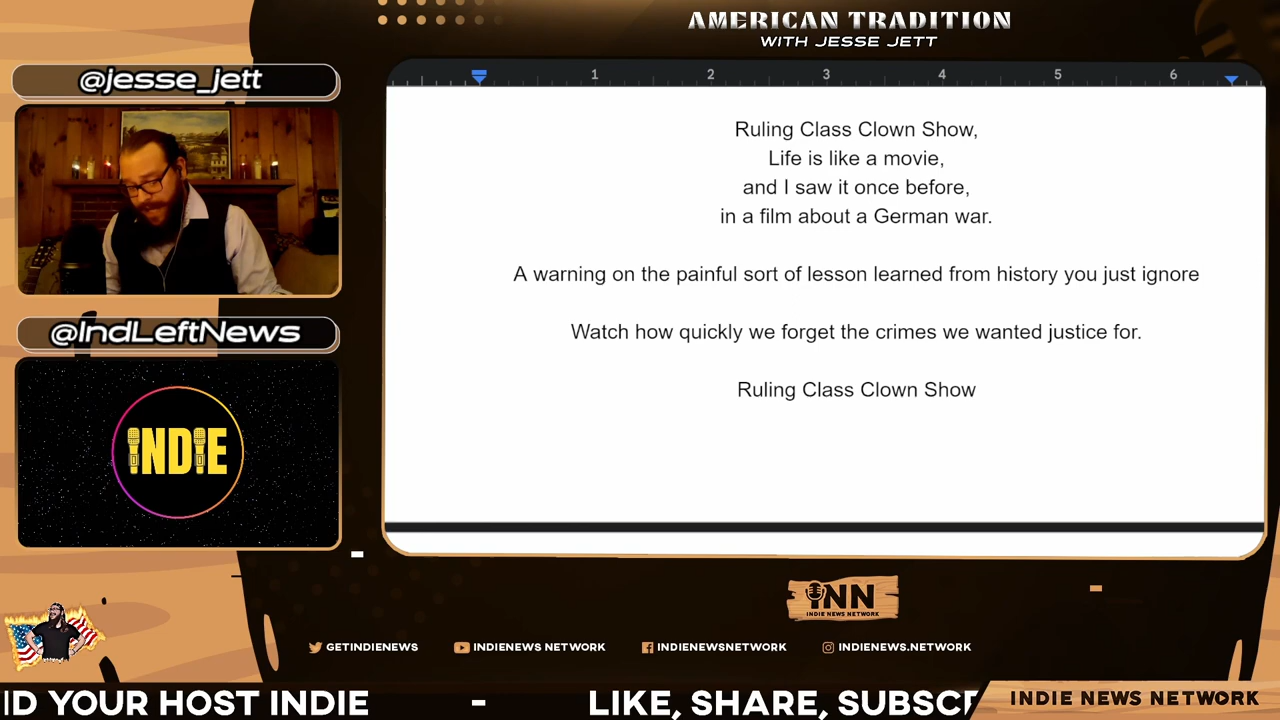 AMERICAN TRADITION
WITH JESSE JETT
@jesse_jett
1 2 3 4 5 6
Ruling Class Clown Show,
Life is like a movie,
and I saw it once before,
in a film about a German war.
A warning on the painful sort of lesson learned from history you just ignore
Watch how quickly we forget the crimes we wanted justice for.
Ruling Class Clown Show
@IndLeftNews
INDIE
INN
INDIE NEWS NETWORK
GETINDIENEWS
INDIENEWS NETWORK
INDIENEWSNETWORK
INDIENEWS.NETWORK
ID YOUR HOST INDIE - LIKE, SHARE, SUBSC
INDIE NEWS NETWORK